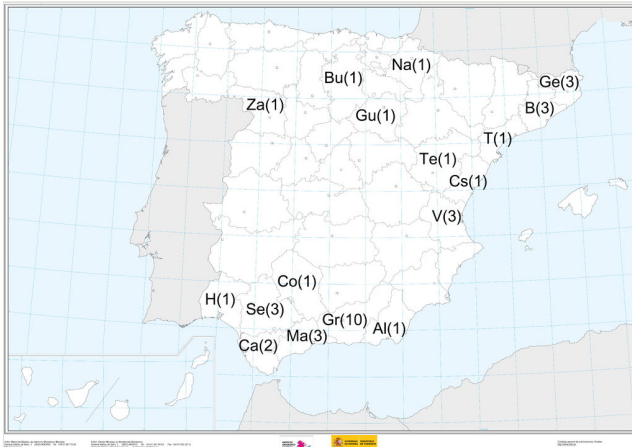 Na(1)
Bu(1)
Ge(3)
Za(1)
B(3)
Gu(1)
T(1)
Te(1)
Cs(1)
V(3)
Co(1)
H(1)
Se(3)
Gr(10)
Al(1)
Ma(3)
Ca(2)